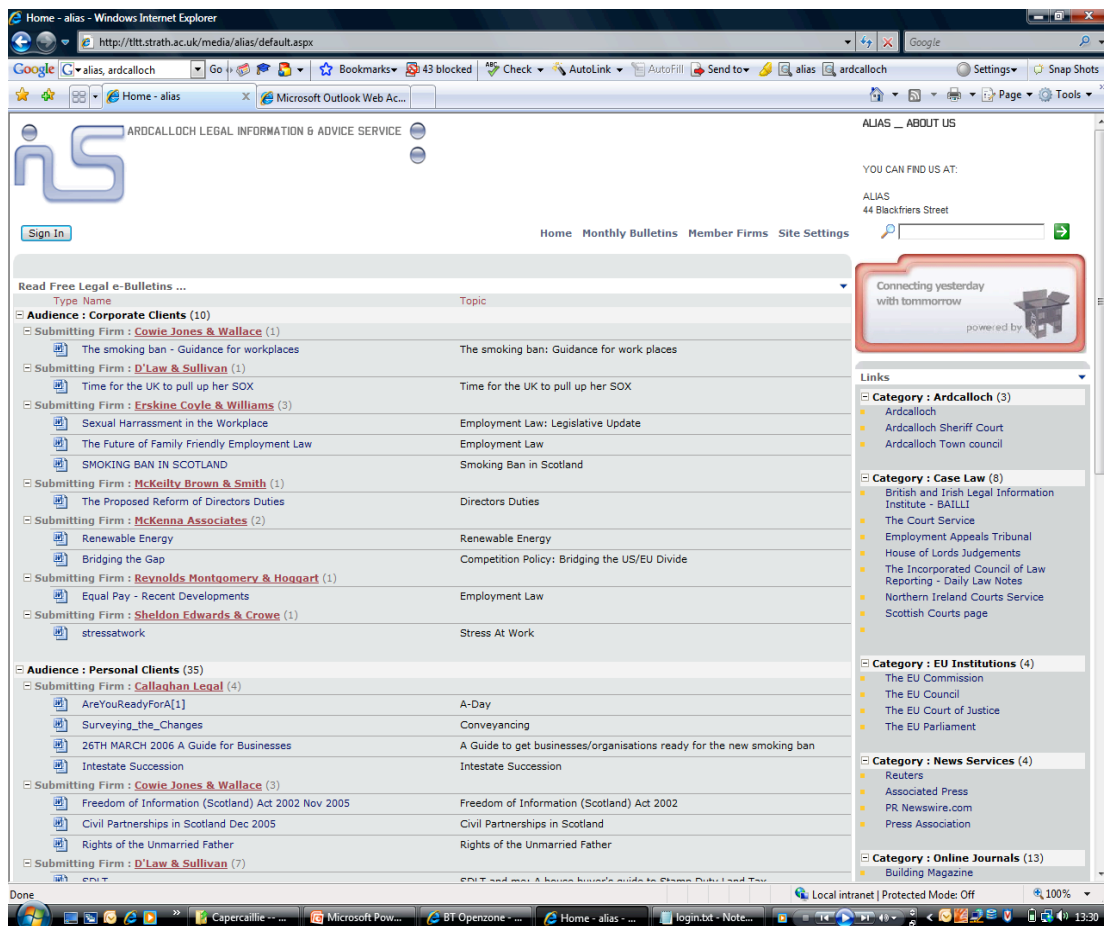 Home - alias - Windows Internet Explorer
http://tltt.strath.ac.uk/media/alias/default.aspx
Google
Google alias, ardcalloch Go Bookmarks 43 blocked Check AutoLink AutoFill Send to alias ardcalloch Settings Snap Shots
Home - alias Microsoft Outlook Web Ac... Page Tools
ARDCALLOCH LEGAL INFORMATION & ADVICE SERVICE
Sign In
Home Monthly Bulletins Member Firms Site Settings
ALIAS __ ABOUT US
YOU CAN FIND US AT:
ALIAS
44 Blackfriers Street
Read Free Legal e-Bulletins ...
Type Name Topic
Audience : Corporate Clients (10)
Submitting Firm : Cowie Jones & Wallace (1)
The smoking ban - Guidance for workplaces The smoking ban: Guidance for work places
Submitting Firm : D'Law & Sullivan (1)
Time for the UK to pull up her SOX Time for the UK to pull up her SOX
Submitting Firm : Erskine Coyle & Williams (3)
Sexual Harrassment in the Workplace Employment Law: Legislative Update
The Future of Family Friendly Employment Law Employment Law
SMOKING BAN IN SCOTLAND Smoking Ban in Scotland
Submitting Firm : McKeilty Brown & Smith (1)
The Proposed Reform of Directors Duties Directors Duties
Submitting Firm : McKenna Associates (2)
Renewable Energy Renewable Energy
Bridging the Gap Competition Policy: Bridging the US/EU Divide
Submitting Firm : Reynolds Montgomery & Hoggart (1)
Equal Pay - Recent Developments Employment Law
Submitting Firm : Sheldon Edwards & Crowe (1)
stressatwork Stress At Work
Audience : Personal Clients (35)
Submitting Firm : Callaghan Legal (4)
AreYouReadyForA[1] A-Day
Surveying_the_Changes Conveyancing
26TH MARCH 2006 A Guide for Businesses A Guide to get businesses/organisations ready for the new smoking ban
Intestate Succession Intestate Succession
Submitting Firm : Cowie Jones & Wallace (3)
Freedom of Information (Scotland) Act 2002 Nov 2005 Freedom of Information (Scotland) Act 2002
Civil Partnerships in Scotland Dec 2005 Civil Partnerships in Scotland
Rights of the Unmarried Father Rights of the Unmarried Father
Submitting Firm : D'Law & Sullivan (7)
SDLT SDLT and me: A house buyer's guide to Stamp Duty Land Tax
Connecting yesterday
with tommorrow
powered by
Links
Category : Ardcalloch (3)
Ardcalloch
Ardcalloch Sheriff Court
Ardcalloch Town council
Category : Case Law (8)
British and Irish Legal Information
Institute - BAILLI
The Court Service
Employment Appeals Tribunal
House of Lords Judgements
The Incorporated Council of Law
Reporting - Daily Law Notes
Northern Ireland Courts Service
Scottish Courts page
Category : EU Institutions (4)
The EU Commission
The EU Council
The EU Court of Justice
The EU Parliament
Category : News Services (4)
Reuters
Associated Press
PR Newswire.com
Press Association
Category : Online Journals (13)
Building Magazine
Done Local intranet | Protected Mode: Off 100%
Capercaillie -- ... Microsoft Pow... BT Openzone - ... Home - alias - ... login.txt - Note... 13:30